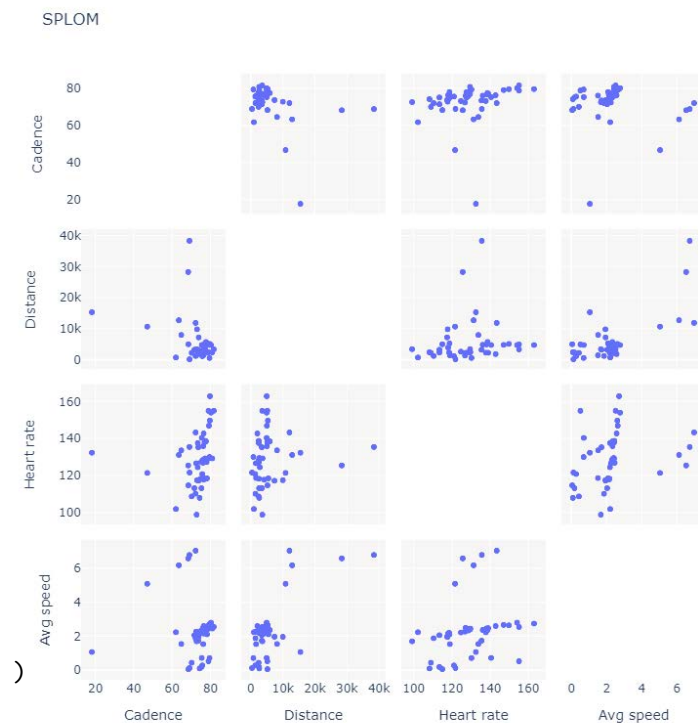 SPLOM
Cadence
80
60
40
20
Distance
40k
30k
20k
10k
0
Heart rate
160
140
120
100
Avg speed
6
4
2
0
)
20 40 60 80 0 10k 20k 30k 40k 100 120 140 160 0 2 4 6
Cadence Distance Heart rate Avg speed